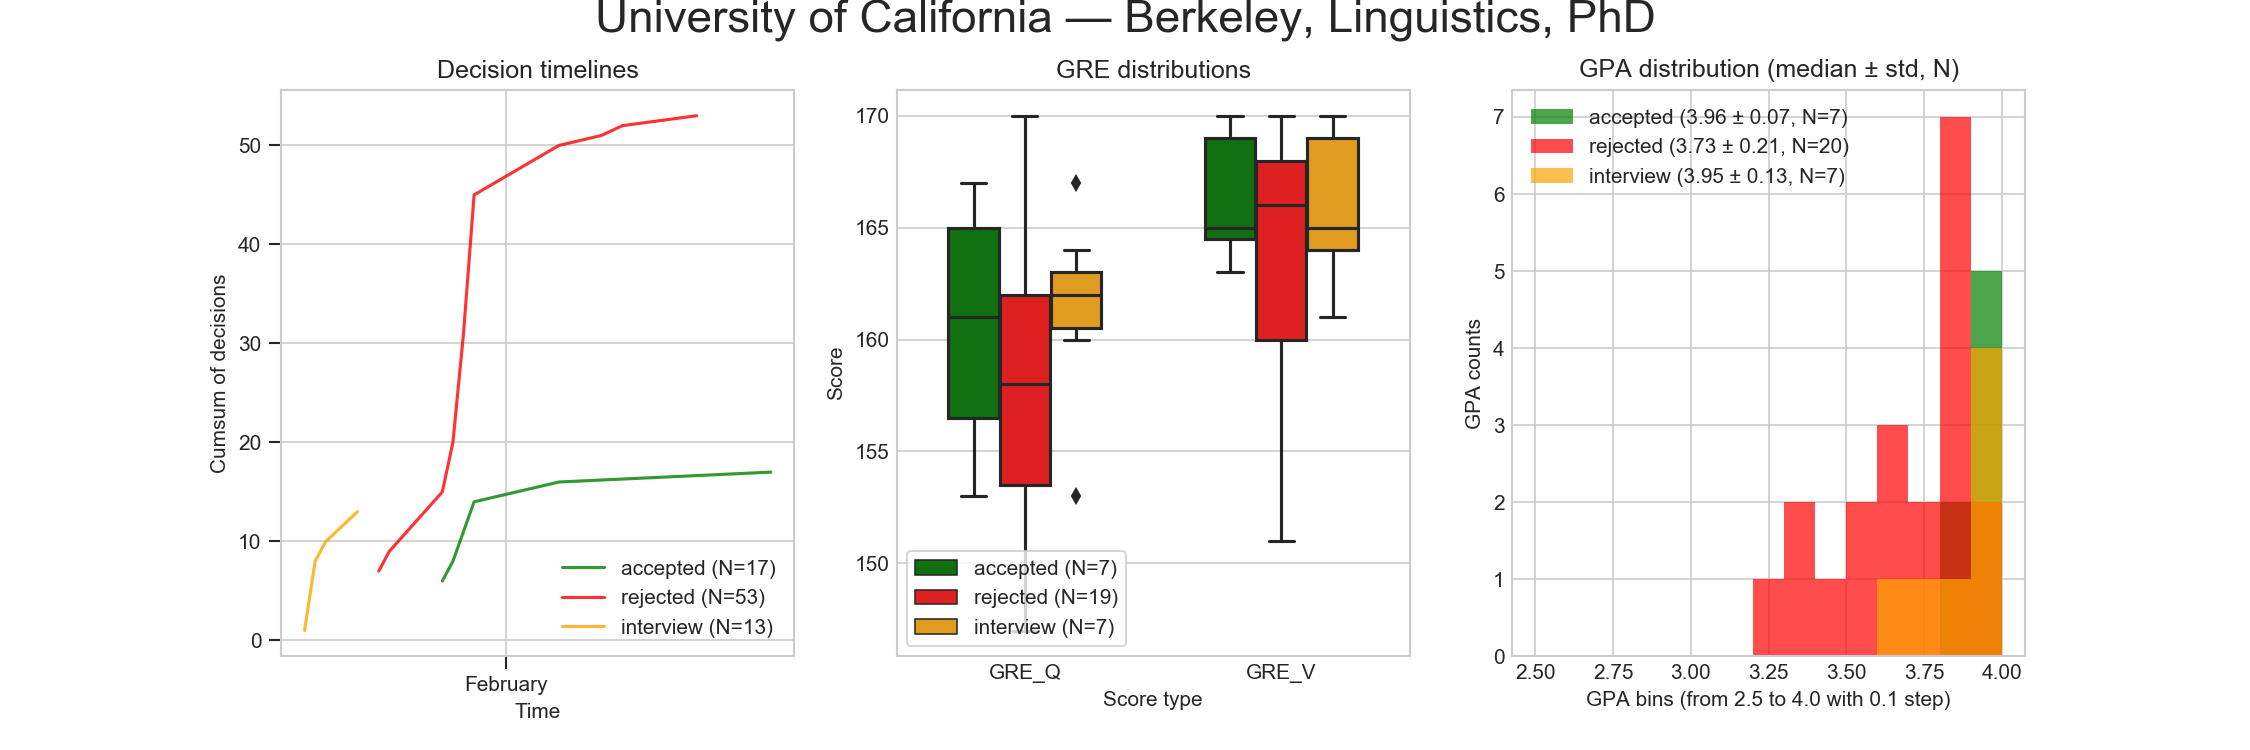 University of California — Berkeley, Linguistics, PhD
Decision timelines
50
40
30
20
10
0
Cumsum of decisions
accepted (N=17)
rejected (N=53)
interview (N=13)
February
Time
GRE distributions
170
165
160
155
150
Score
accepted (N=7)
rejected (N=19)
interview (N=7)
GRE_Q GRE_V
Score type
GPA distribution (median ± std, N)
7
6
5
4
3
2
1
0
GPA counts
accepted (3.96 ± 0.07, N=7)
rejected (3.73 ± 0.21, N=20)
interview (3.95 ± 0.13, N=7)
2.50 2.75 3.00 3.25 3.50 3.75 4.00
GPA bins (from 2.5 to 4.0 with 0.1 step)